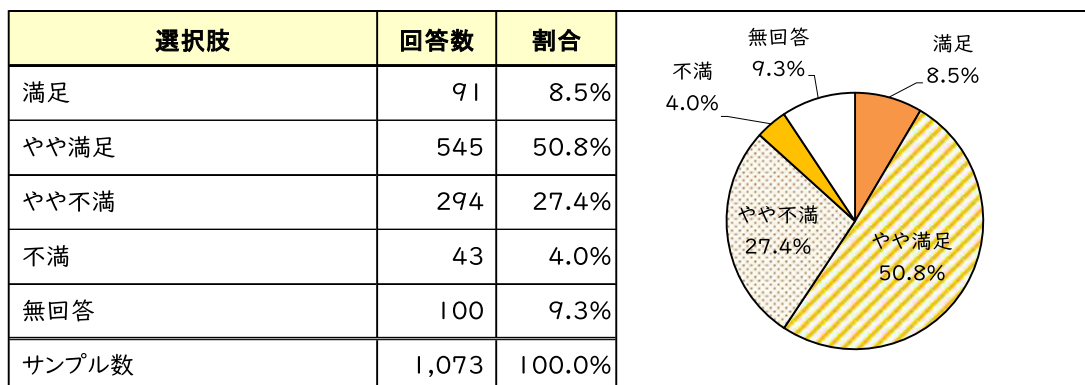 選択肢 回答数 割合
満足 91 8.5%
やや満足 545 50.8%
やや不満 294 27.4%
不満 43 4.0%
無回答 100 9.3%
サンプル数 1,073 100.0%
無回答
9.3%
満足
8.5%
不満
4.0%
やや不満
27.4%
やや満足
50.8%